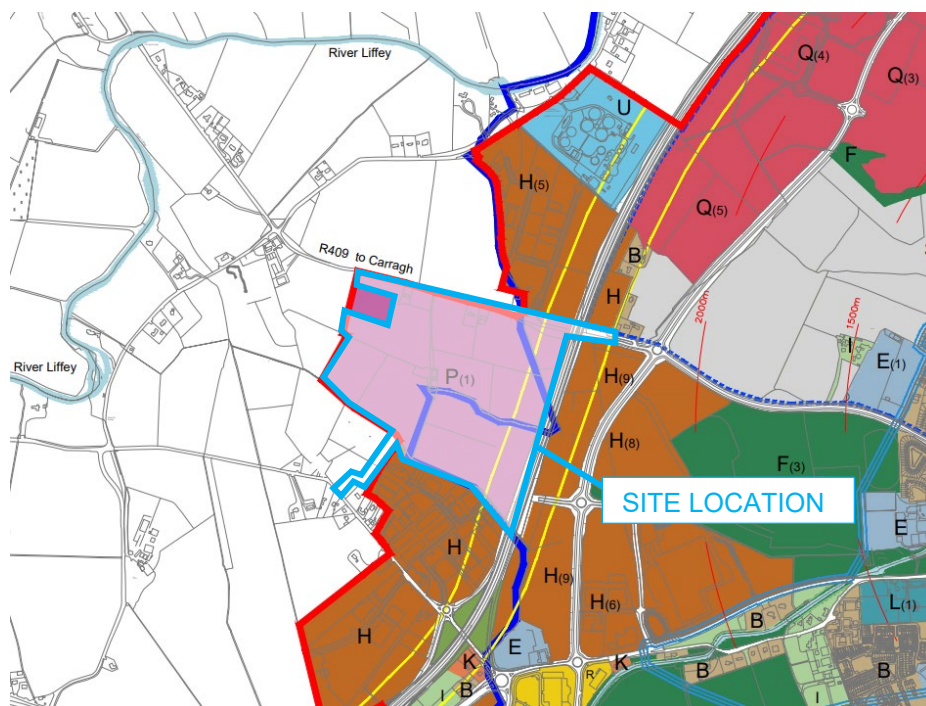 River Liffey
Q(4)
Q(3)
U
F
H(5)
Q(5)
B
R409 to Carragh
H
2000m
1500m
I
E(1)
P(1)
H(9)
H(8)
F(3)
River Liffey
SITE LOCATION
E
H
H(9)
H(6)
L(1)
B
H
E
K
K
B
B
R
I
B
I